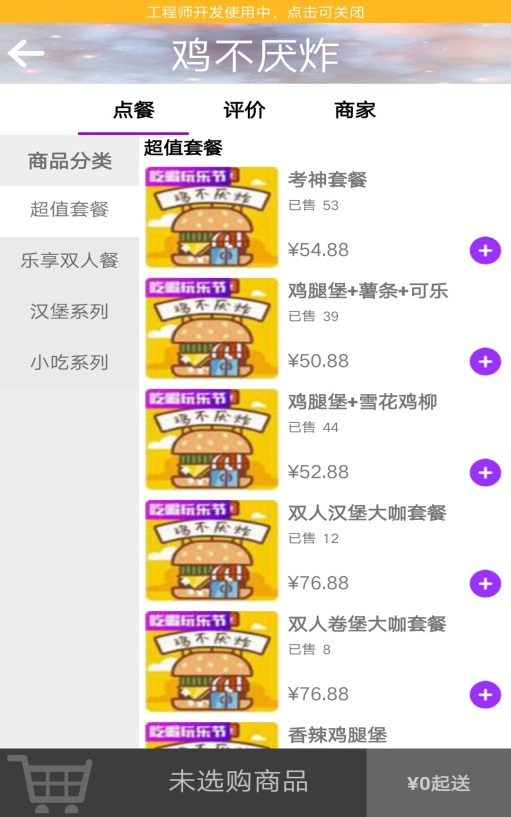 工程师开发使用中，点击可关闭
鸡不厌炸
点餐 评价 商家
商品分类
超值套餐
乐享双人餐
汉堡系列
小吃系列
超值套餐
吃喝玩乐节
鸡不厌炸
考神套餐
已售 53
¥54.88
吃喝玩乐节
鸡不厌炸
鸡腿堡+薯条+可乐
已售 39
¥50.88
吃喝玩乐节
鸡不厌炸
鸡腿堡+雪花鸡柳
已售 44
¥52.88
吃喝玩乐节
鸡不厌炸
双人汉堡大咖套餐
已售 12
¥76.88
吃喝玩乐节
鸡不厌炸
双人卷堡大咖套餐
已售 8
¥76.88
吃喝玩乐节
香辣鸡腿堡
未选购商品
¥0起送